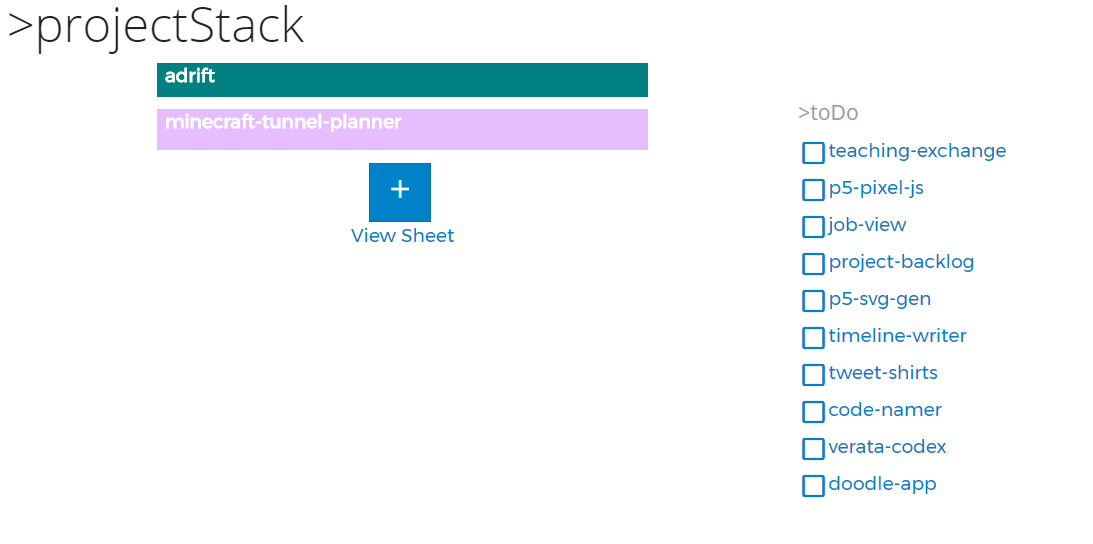 >projectStack
adrift
minecraft-tunnel-planner
+
View Sheet
>toDo
teaching-exchange
p5-pixel-js
job-view
project-backlog
p5-svg-gen
timeline-writer
tweet-shirts
code-namer
verata-codex
doodle-app